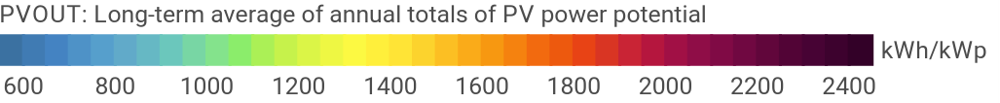 PVOUT: Long-term average of annual totals of PV power potential
kWh/kWp
600 800 1000 1200 1400 1600 1800 2000 2200 2400